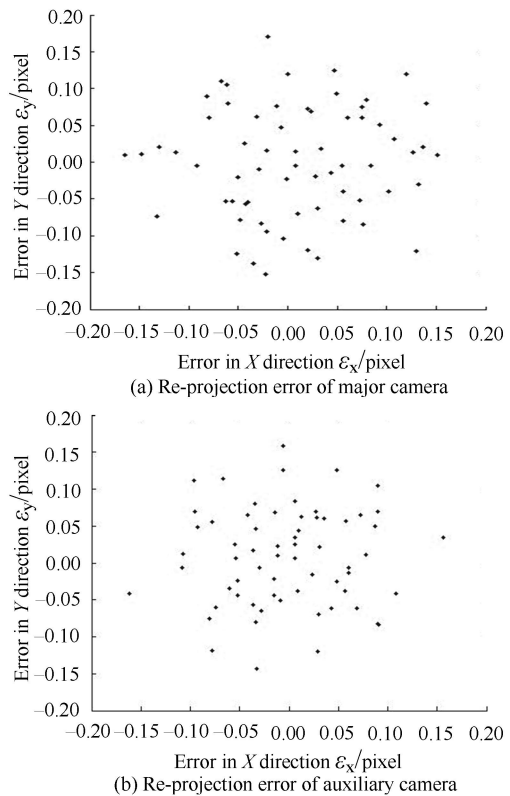 0.20
0.15
0.10
0.05
0.00
−0.05
−0.10
−0.15
−0.20
Error in Y direction εy/pixel
−0.20 −0.15 −0.10 −0.05 0.00 0.05 0.10 0.15 0.20
Error in X direction εx/pixel
(a) Re-projection error of major camera
0.20
0.15
0.10
0.05
0.00
−0.05
−0.10
−0.15
−0.20
Error in Y direction εy/pixel
−0.20 −0.15 −0.10 −0.05 0.00 0.05 0.10 0.15 0.20
Error in X direction εx/pixel
(b) Re-projection error of auxiliary camera